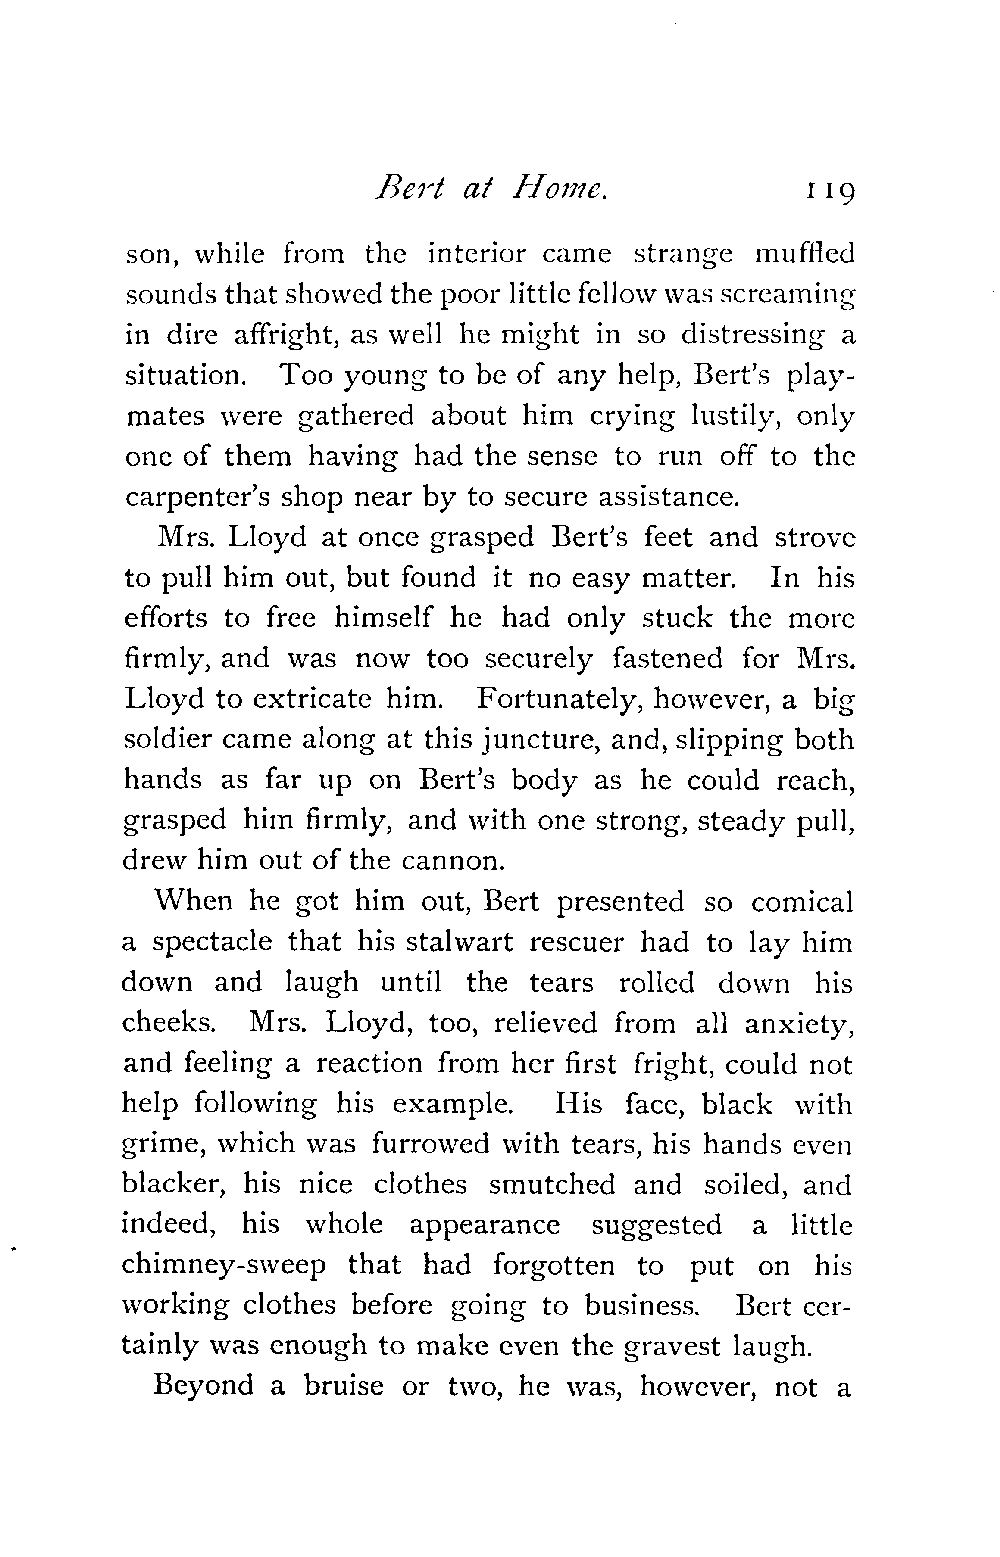 Bert at Home. 119
son, while from the interior came strange muffled
sounds that showed the poor little fellow was screaming
in dire affright, as well he might in so distressing a
situation. Too young to be of any help, Bert's play-
mates were gathered about him crying lustily, only
one of them having had the sense to run off to the
carpenter's shop near by to secure assistance.
Mrs. Lloyd at once grasped Bert's feet and strove
to pull him out, but found it no easy matter. In his
efforts to free himself he had only stuck the more
firmly, and was now too securely fastened for Mrs.
Lloyd to extricate him. Fortunately, however, a big
soldier came along at this juncture, and, slipping both
hands as far up on Bert's body as he could reach,
grasped him firmly, and with one strong, steady pull,
drew him out of the cannon.
When he got him out, Bert presented so comical
a spectacle that his stalwart rescuer had to lay him
down and laugh until the tears rolled down his
cheeks. Mrs. Lloyd, too, relieved from all anxiety,
and feeling a reaction from her first fright, could not
help following his example. His face, black with
grime, which was furrowed with tears, his hands even
blacker, his nice clothes smutched and soiled, and
indeed, his whole appearance suggested a little
chimney-sweep that had forgotten to put on his
working clothes before going to business. Bert cer-
tainly was enough to make even the gravest laugh.
Beyond a bruise or two, he was, however, not a